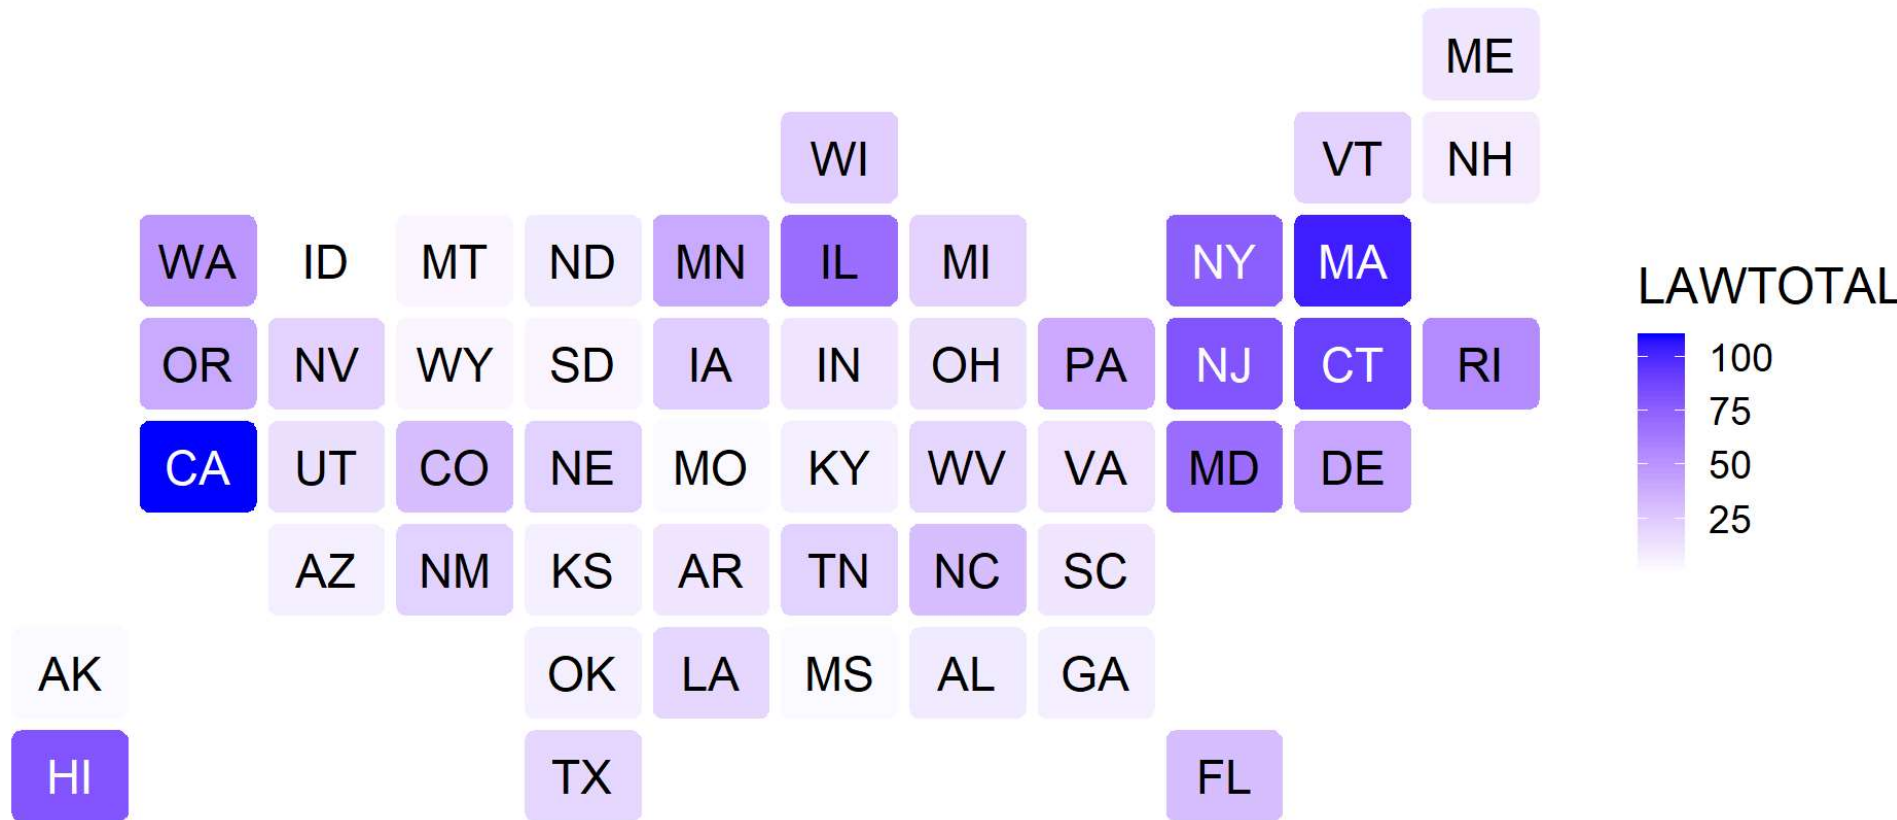 ME
WI VT NH
WA ID MT ND MN IL MI NY MA
OR NV WY SD IA IN OH PA NJ CT RI
CA UT CO NE MO KY WV VA MD DE
AZ NM KS AR TN NC SC
AK OK LA MS AL GA
HI TX FL
LAWTOTAL
100
75
50
25